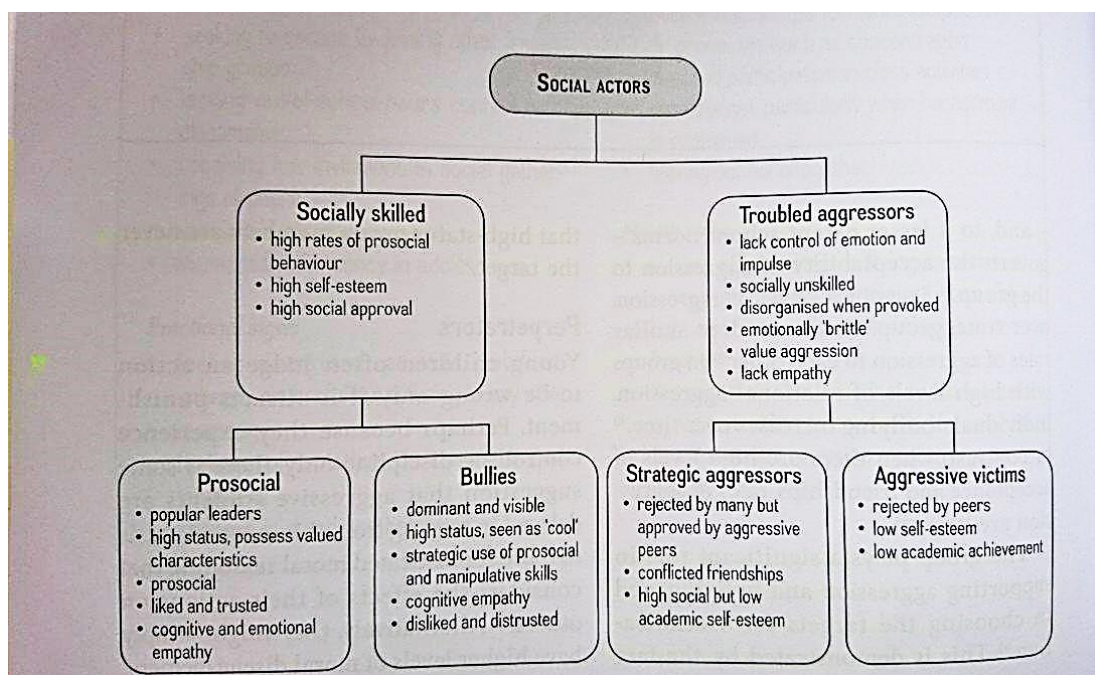 SOCIAL ACTORS
Socially skilled
• high rates of prosocial
behaviour
• high self-esteem
• high social approval
Troubled aggressors
• lack control of emotion and
impulse
• socially unskilled
• disorganised when provoked
• emotionally 'brittle'
• value aggression
• lack empathy
Prosocial
• popular leaders
• high status, possess valued
characteristics
• prosocial
• liked and trusted
• cognitive and emotional
empathy
Bullies
• dominant and visible
• high status, seen as 'cool'
• strategic use of prosocial
and manipulative skills
• cognitive empathy
• disliked and distrusted
Strategic aggressors
• rejected by many but
approved by aggressive
peers
• conflicted friendships
• high social but low
academic self-esteem
Aggressive victims
• rejected by peers
• low self-esteem
• low academic achievement